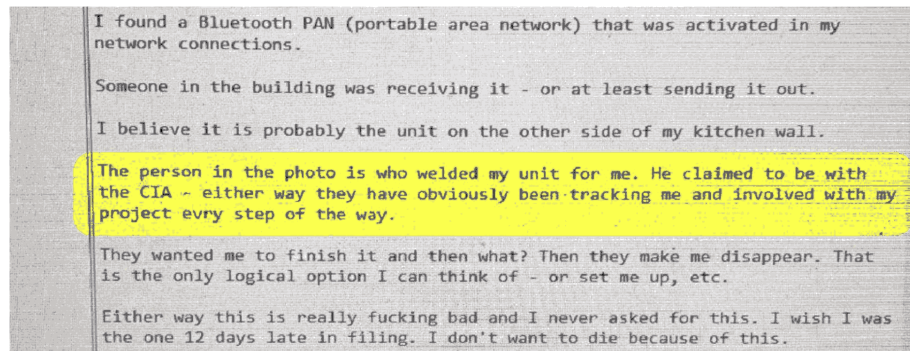 I found a Bluetooth PAN (portable area network) that was activated in my
network connections.
Someone in the building was receiving it - or at least sending it out.
I believe it is probably the unit on the other side of my kitchen wall.
The person in the photo is who welded my unit for me. He claimed to be with
the CIA - either way they have obviously been tracking me and involved with my
project evry step of the way.
They wanted me to finish it and then what? Then they make me disappear. That
is the only logical option I can think of - or set me up, etc.
Either way this is really fucking bad and I never asked for this. I wish I was
the one 12 days late in filing. I don't want to die because of this.